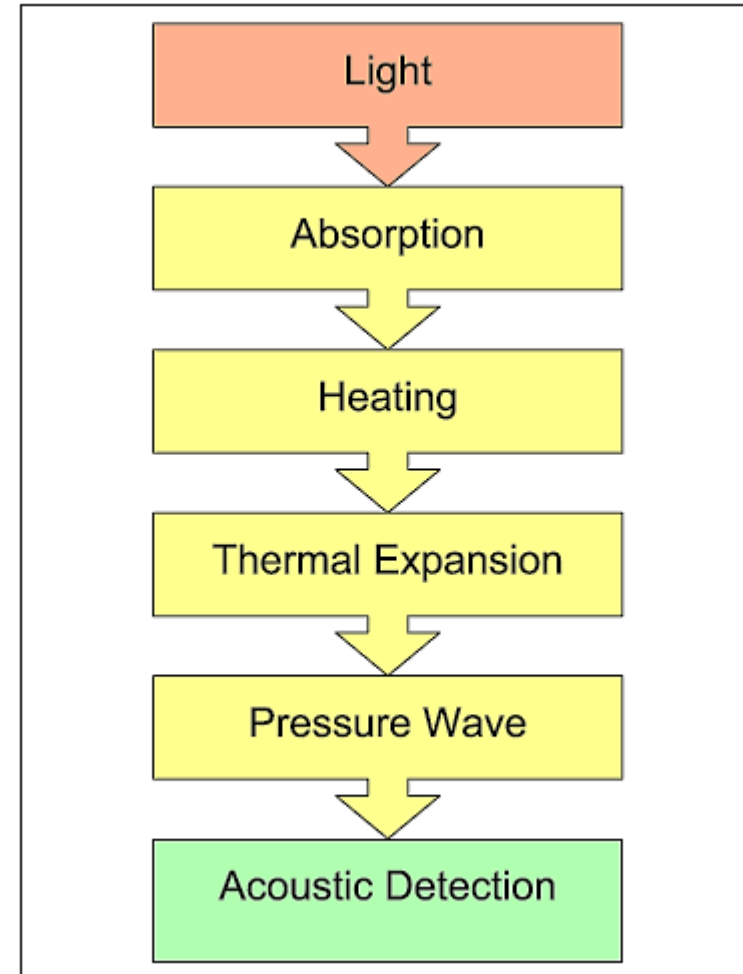 Light
Absorption
Heating
Thermal Expansion
Pressure Wave
Acoustic Detection